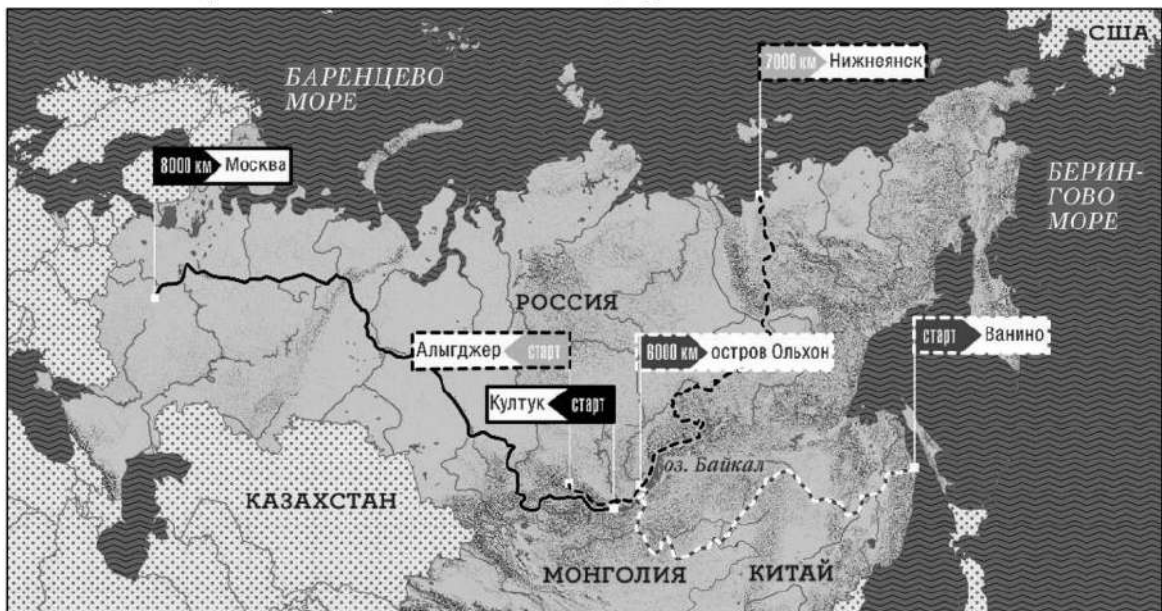 США
7000 км Нижнеянск
БАРЕНЦЕВО
МОРЕ
8000 км Москва
БЕРИН-
ГОВО
МОРЕ
РОССИЯ
старт Ванино
Алыгджер старт
6000 км остров Ольхон
Култук старт
оз. Байкал
КАЗАХСТАН
МОНГОЛИЯ
КИТАЙ